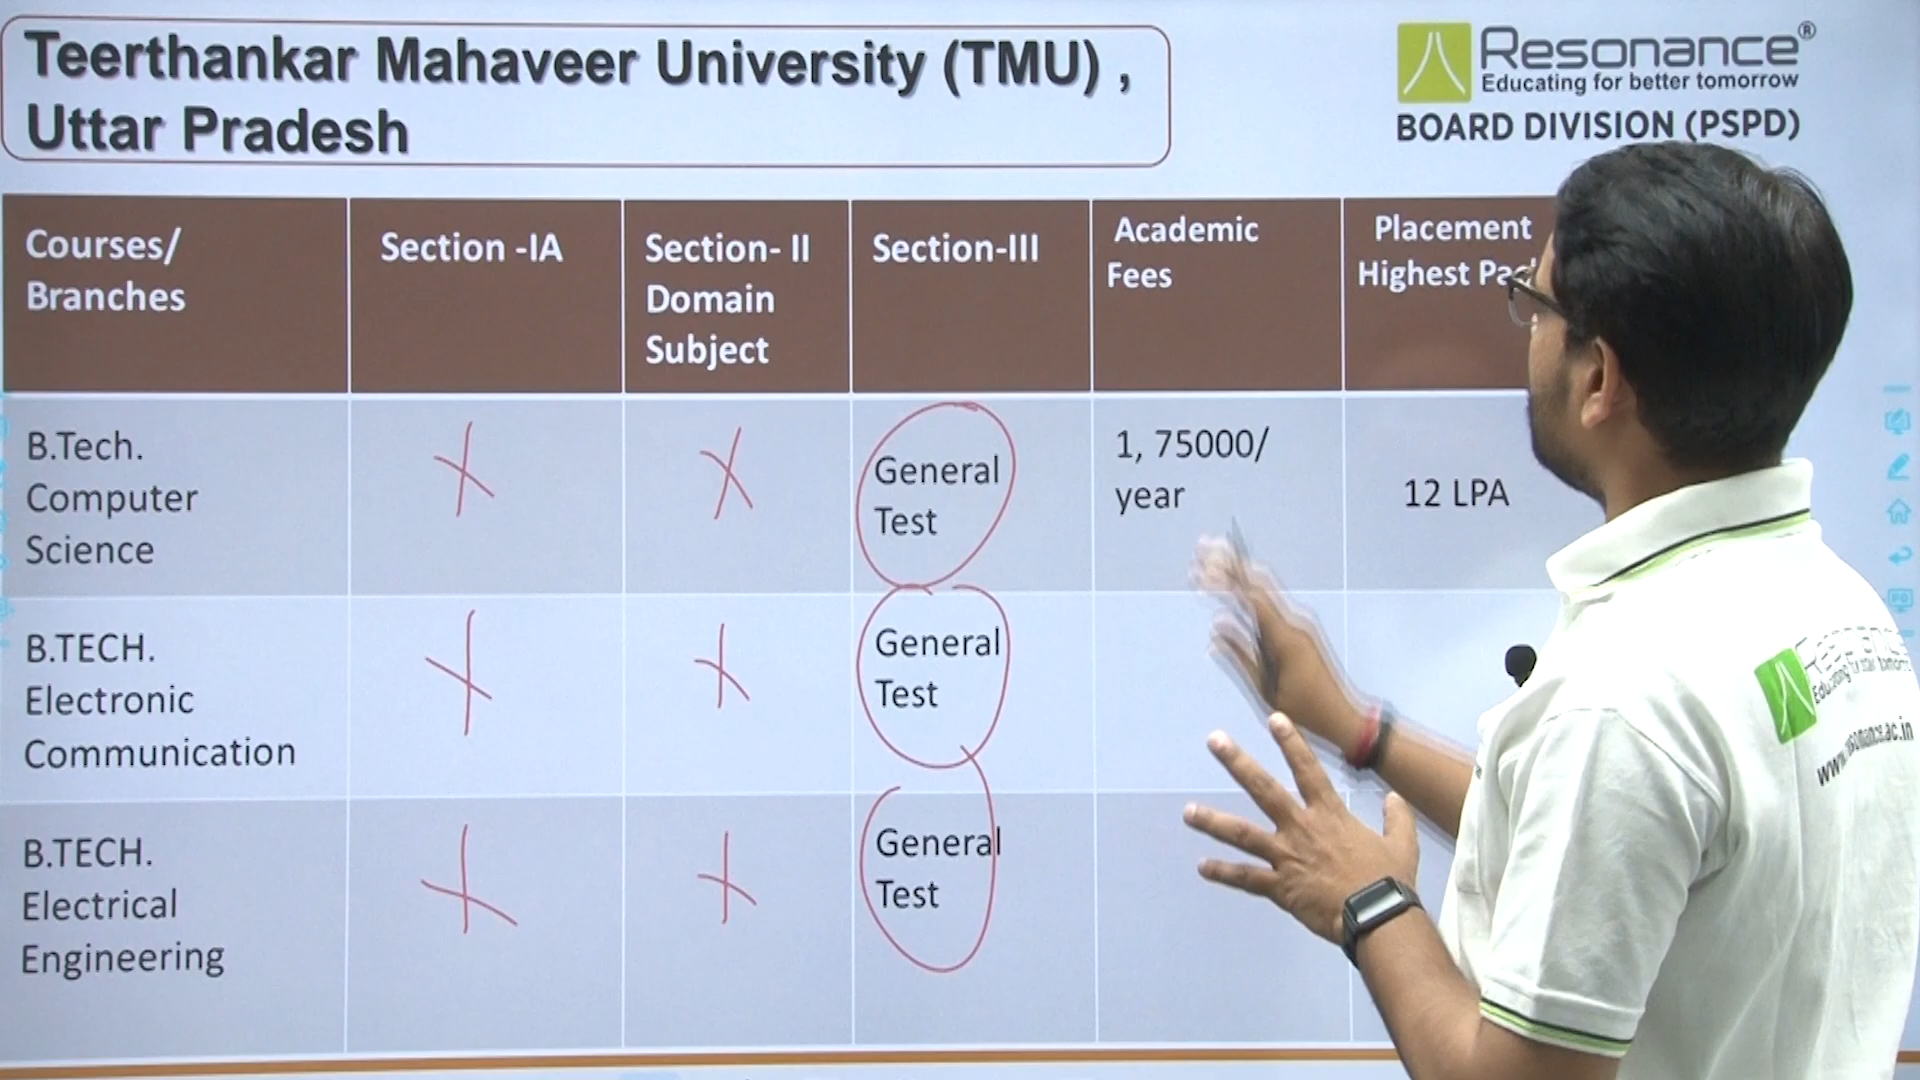 Teerthankar Mahaveer University (TMU) ,
Uttar Pradesh
Resonance®
Educating for better tomorrow
BOARD DIVISION (PSPD)
Courses/
Branches
Section -IA
Section- II
Domain
Subject
Section-III
Academic
Fees
Placement
Highest
B.Tech.
Computer
Science
General
Test
1, 75000/
year
12 LPA
B.TECH.
Electronic
Communication
General
Test
B.TECH.
Electrical
Engineering
General
Test